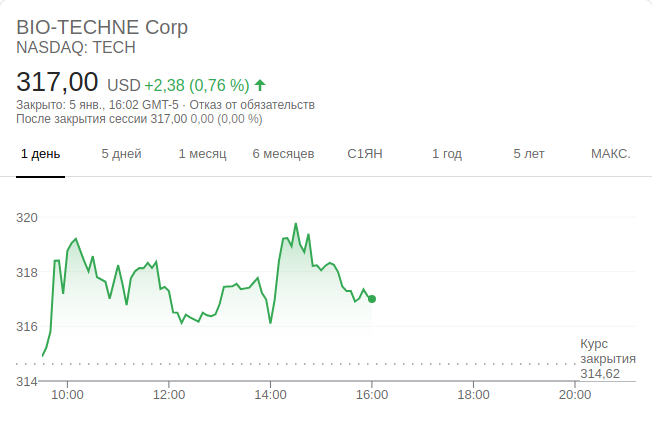 BIO-TECHNE Corp
NASDAQ: TECH
317,00 USD +2,38 (0,76 %)
Закрыто: 5 янв., 16:02 GMT-5 · Отказ от обязательств
После закрытия сессии 317,00 0,00 (0,00 %)
1 день 5 дней 1 месяц 6 месяцев С1ЯН 1 год 5 лет МАКС.
320
318
316
Курс
закрытия
314,62
314
10:00 12:00 14:00 16:00 18:00 20:00